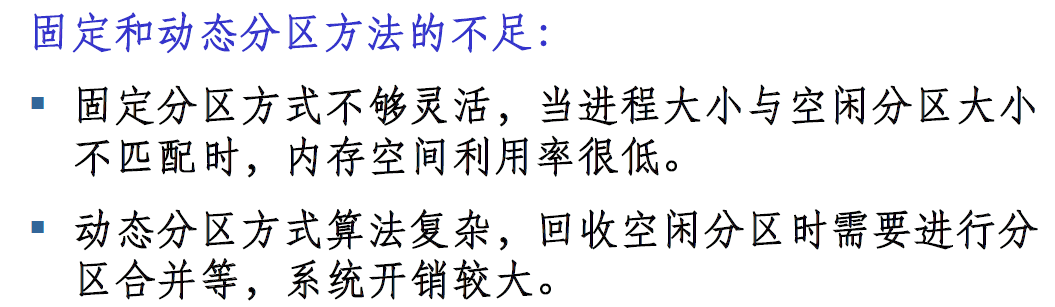 固定和动态分区方法的不足：
▪ 固定分区方式不够灵活，当进程大小与空闲分区大小
不匹配时，内存空间利用率很低。
▪ 动态分区方式算法复杂，回收空闲分区时需要进行分
区合并等，系统开销较大。